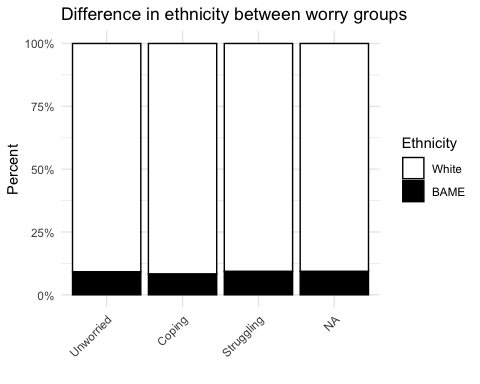 Difference in ethnicity between worry groups
100%
75%
50%
25%
0%
Percent
Unworried
Coping
Struggling
NA
Ethnicity
White
BAME